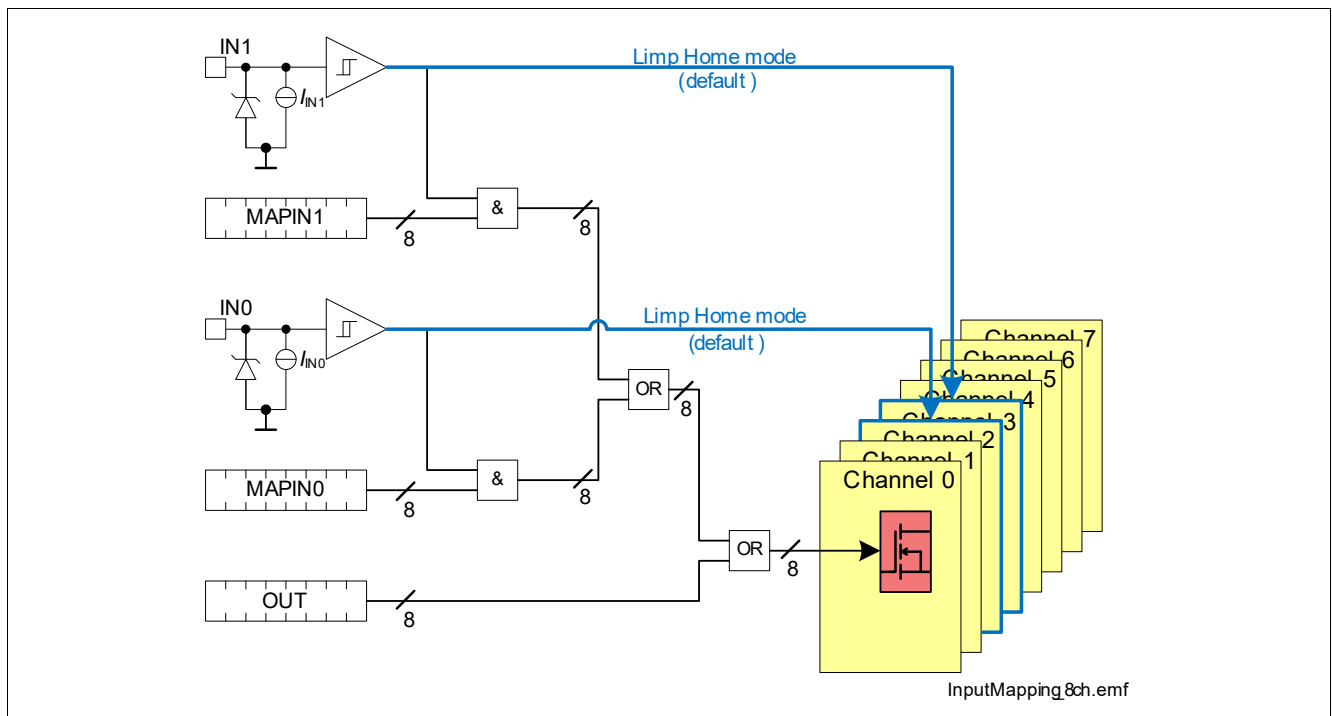 IN1
Limp Home mode
(default )
IIN1
MAPIN1
&
8
8
IN0
Limp Home mode
(default )
IIN0
Channel 7
Channel 6
Channel 5
Channel 4
Channel 3
Channel 2
Channel 1
Channel 0
OR
8
MAPIN0
&
8
8
OR
8
OUT
8
InputMapping_8ch.emf